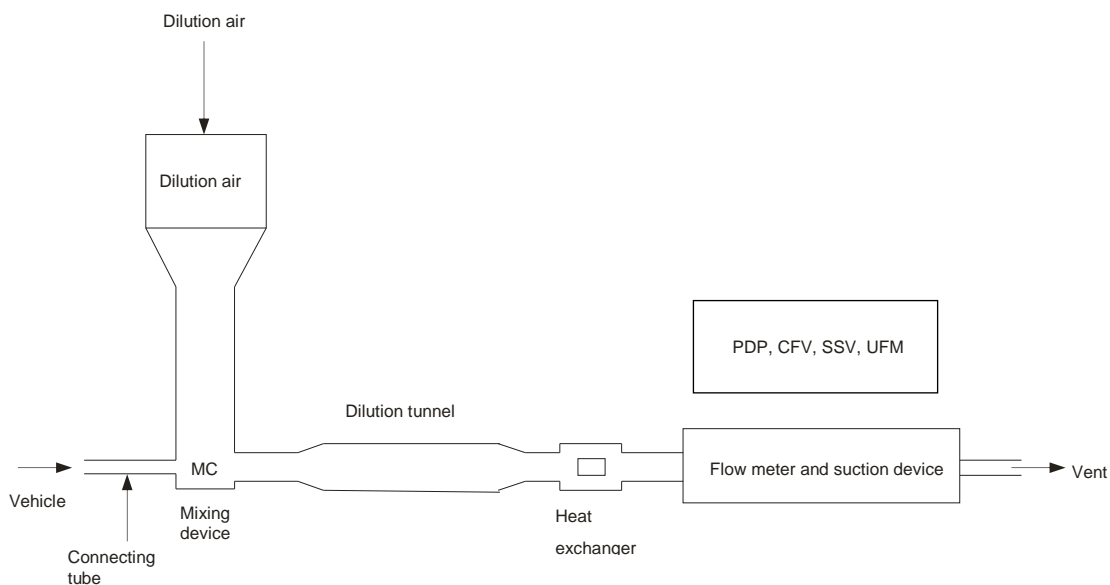 Dilution air
Dilution air
PDP, CFV, SSV, UFM
Dilution tunnel
MC
Flow meter and suction device
Vent
Vehicle
Mixing
device
Heat
exchanger
Connecting
tube